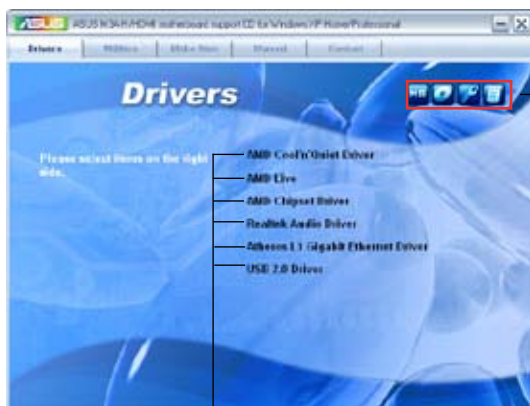 ASUS
ASUS M3A-H/HDMI motherboard support CD for Windows XP Home/Professional
Drivers Utilities Make Disk Manual Contact
Drivers
Please select items on the right
side.
AMD Cool'n'Quiet Driver
AMD Live
AMD Chipset Driver
Realtek Audio Driver
Atheros L1 Gigabit Ethernet Driver
USB 2.0 Driver